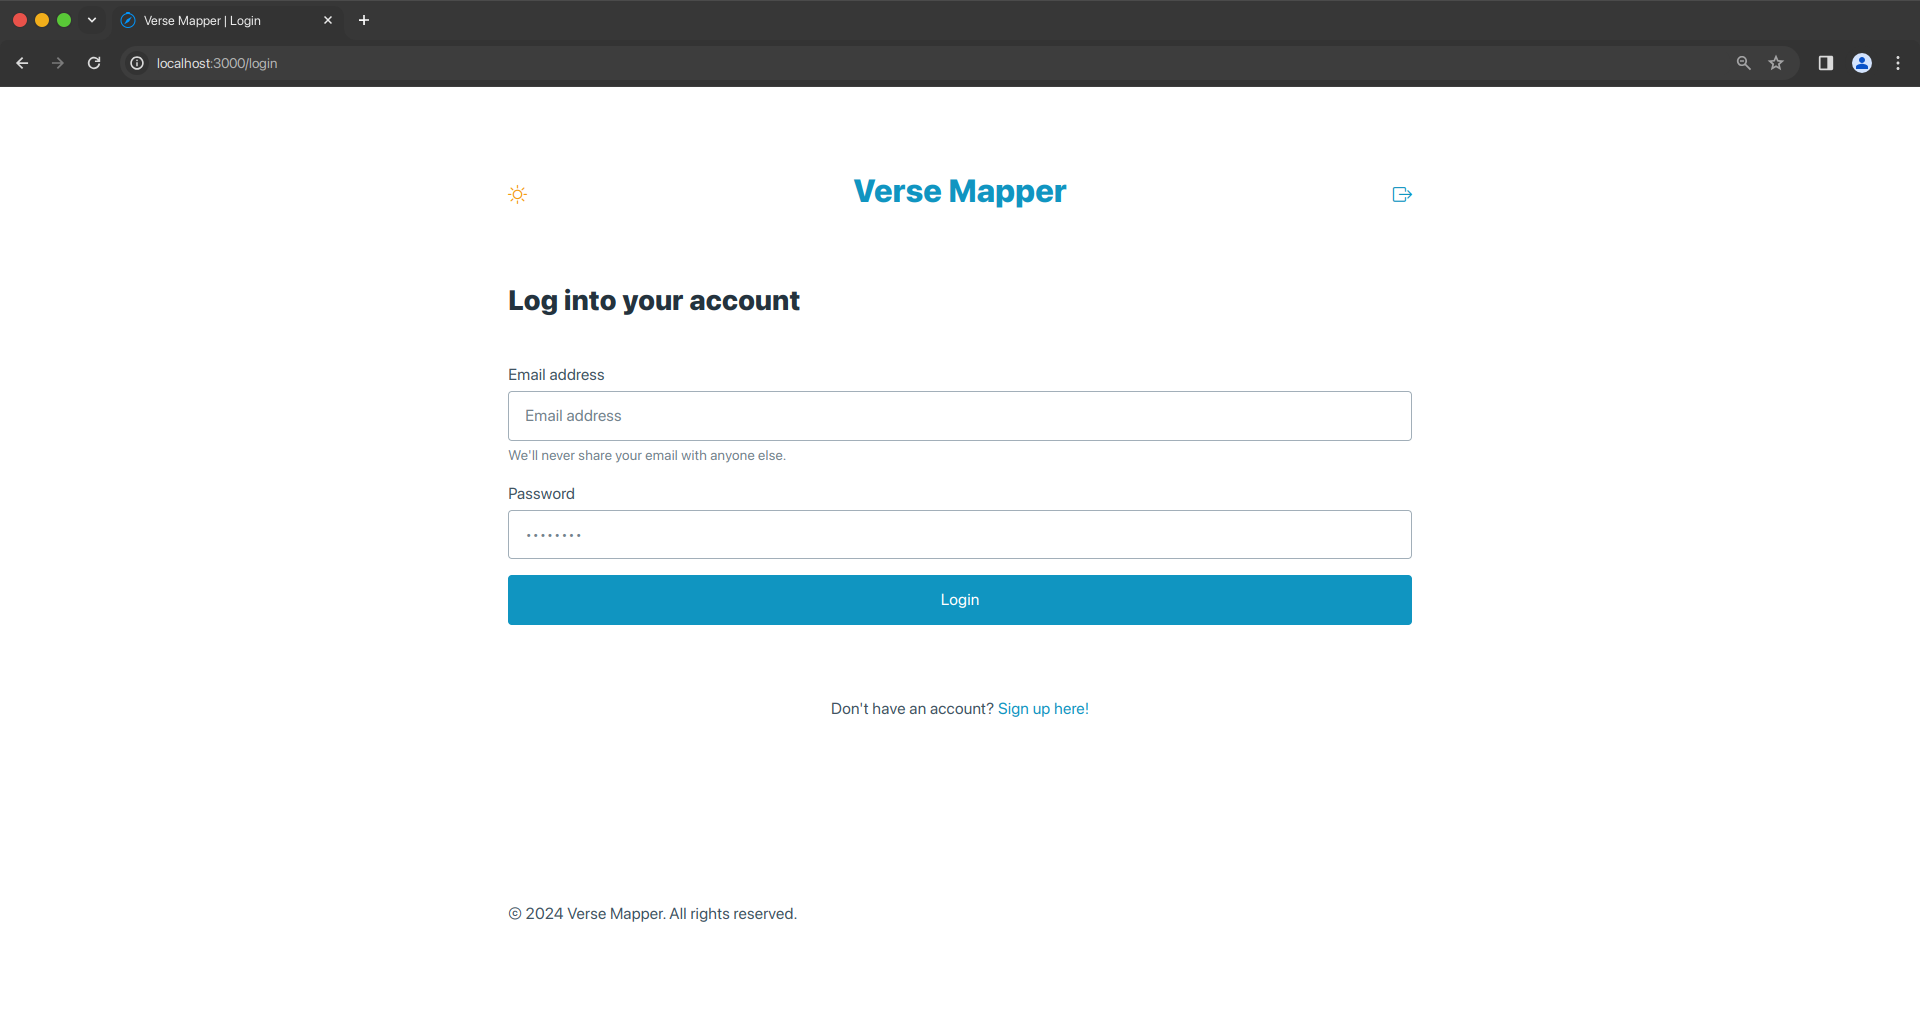 Verse Mapper | Login
localhost:3000/login
Verse Mapper
Log into your account
Email address
Email address
We'll never share your email with anyone else.
Password
••••••••
Login
Don't have an account? Sign up here!
© 2024 Verse Mapper. All rights reserved.